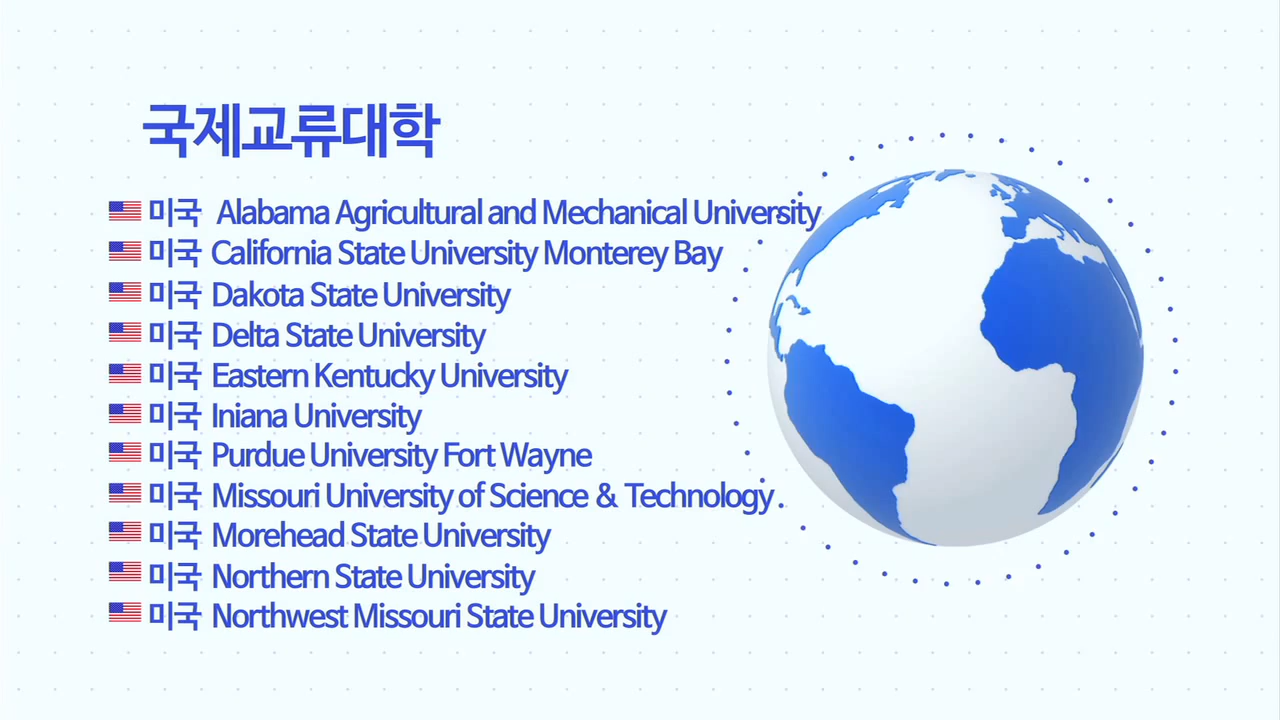 국제교류대학
미국 Alabama Agricultural and Mechanical University
미국 California State University Monterey Bay
미국 Dakota State University
미국 Delta State University
미국 Eastern Kentucky University
미국 Iniana University
미국 Purdue University Fort Wayne
미국 Missouri University of Science & Technology
미국 Morehead State University
미국 Northern State University
미국 Northwest Missouri State University